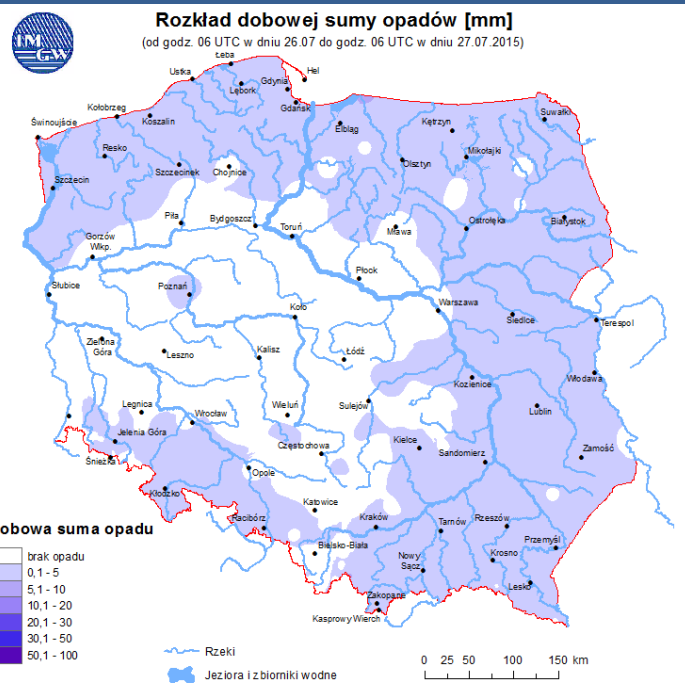 Rozkład dobowej sumy opadów [mm]
(od godz. 06 UTC w dniu 26.07 do godz. 06 UTC w dniu 27.07.2015)
IM
GW
Łeba
Ustka
Hel
Gdynia
Lębork
Kołobrzeg
Gdańsk
Suwałki
Świnoujście
Koszalin
Elbląg
Kętrzyn
Resko
Mikołajki
Olsztyn
Szczecinek
Chojnice
Szczecin
Piła
Bydgoszcz
Toruń
Ostrołęka
Białystok
Mława
Gorzów
Wlkp.
Płock
Słubice
Poznań
Koło
Warszawa
Siedlce
Terespol
Zielona
Góra
Leszno
Kalisz
Łódź
Kozienice
Włodawa
Legnica
Wrocław
Wieluń
Sulejów
Lublin
Jelenia Góra
Kielce
Częstochowa
Sandomierz
Zamość
Śnieżka
Opole
Kłodzko
Katowice
Racibórz
Kraków
Tarnów
Rzeszów
Przemyśl
Bielsko-Biała
Nowy
Sącz
Krosno
Lesko
Zakopane
Kasprowy Wierch
obowa suma opadu
brak opadu
0,1 - 5
5,1 - 10
10,1 - 20
20,1 - 30
30,1 - 50
50,1 - 100
Rzeki
Jeziora i zbiorniki wodne
0 25 50 100 150 km